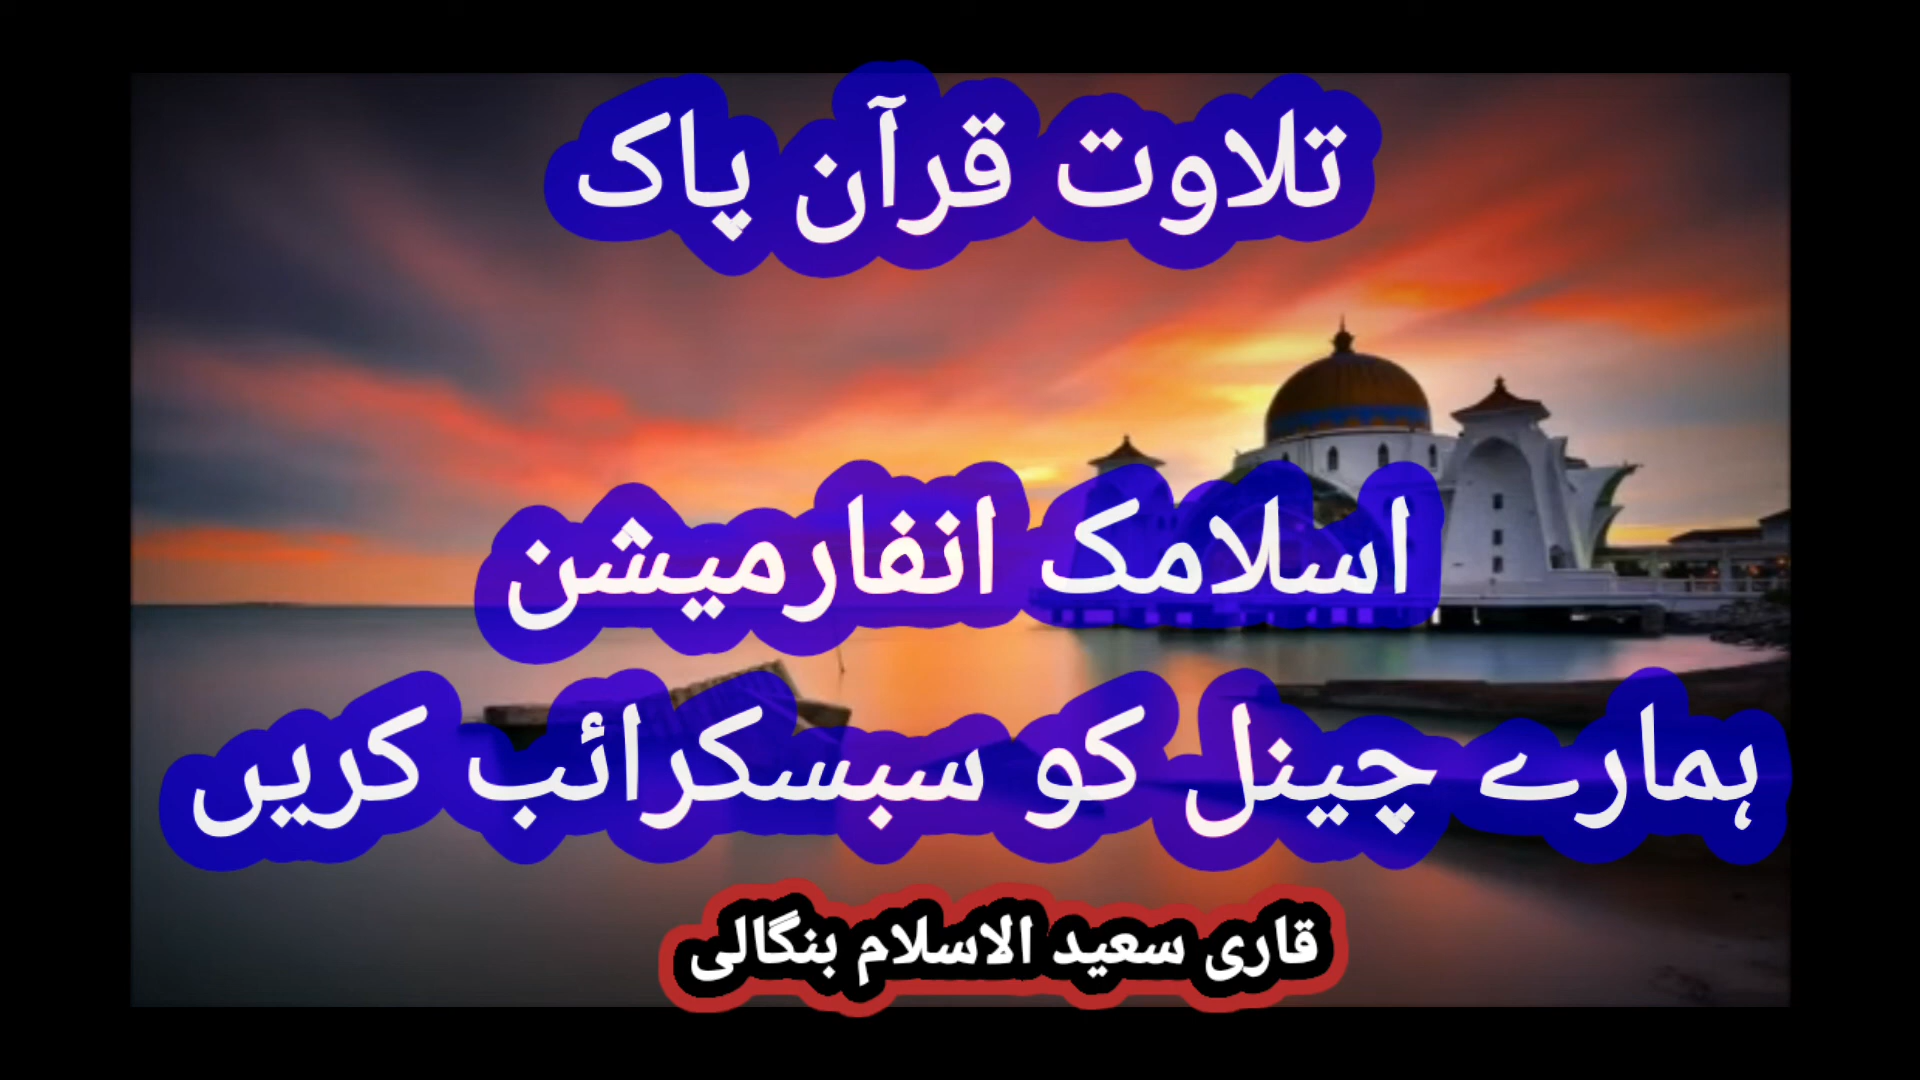 تلاوت قرآن پاک
اسلامک انفارمیشن
ہمارے چینل کو سبسکرائب کریں
قاری سعید الاسلام بنگالی